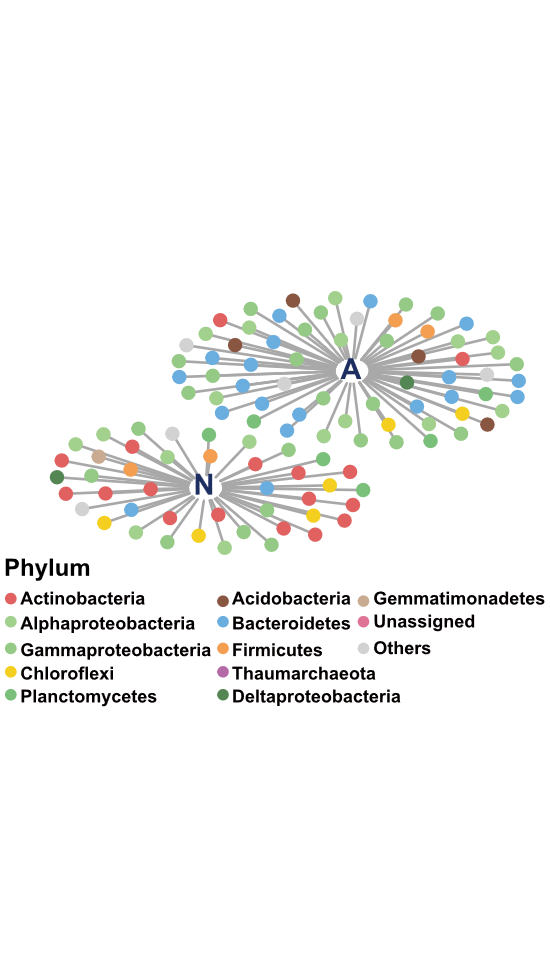 A
N
Phylum
Actinobacteria Acidobacteria Gemmatimonadetes
Alphaproteobacteria Bacteroidetes Unassigned
Gammaproteobacteria Firmicutes Others
Chloroflexi Thaumarchaeota
Planctomycetes Deltaproteobacteria